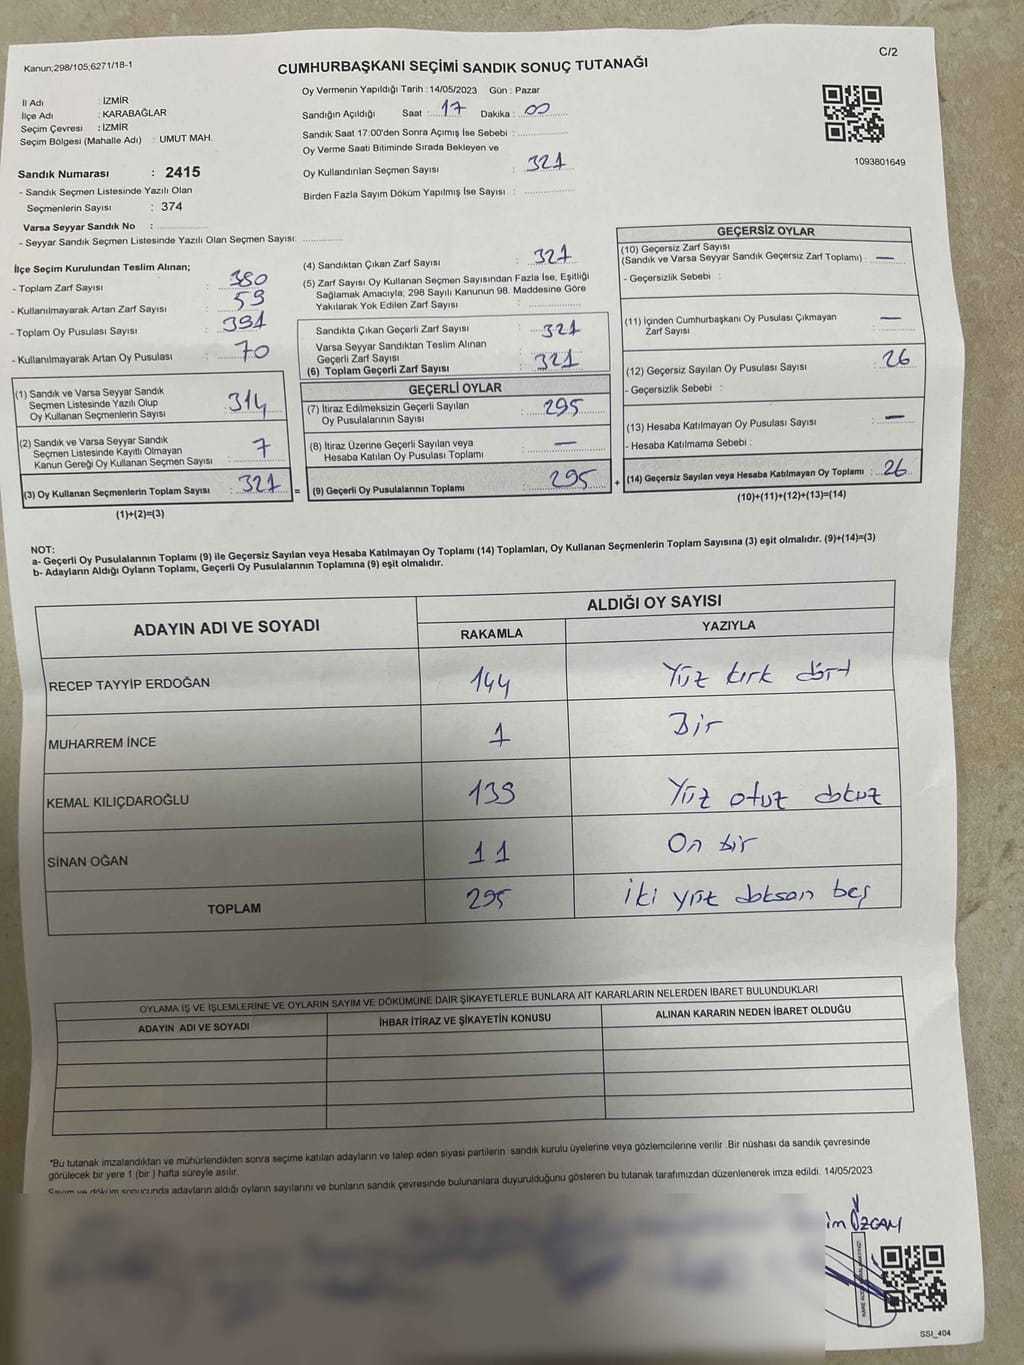 Kanun;298/105,6271/18-1
C/2
CUMHURBAŞKANI SEÇİMİ SANDIK SONUÇ TUTANAĞI
İl Adı : İZMİR
İlçe Adı : KARABAĞLAR
Seçim Çevresi : İZMİR
Seçim Bölgesi (Mahalle Adı) : UMUT MAH.
Sandık Numarası : 2415
- Sandık Seçmen Listesinde Yazılı Olan
Seçmenlerin Sayısı : 374
Varsa Seyyar Sandık No :
- Seyyar Sandık Seçmen Listesinde Yazılı Olan Seçmen Sayısı:
Oy Vermenin Yapıldığı Tarih : 14/05/2023 Gün : Pazar
Sandığın Açıldığı Saat : 17 Dakika : 00
Sandık Saat 17:00'den Sonra Açımış İse Sebebi :
Oy Verme Saati Bitiminde Sırada Bekleyen ve
Oy Kullandırılan Seçmen Sayısı : 321
Birden Fazla Sayım Döküm Yapılmış İse Sayısı :
1093801649
İlçe Seçim Kurulundan Teslim Alınan;
- Toplam Zarf Sayısı : 380
- Kullanılmayarak Artan Zarf Sayısı : 59
- Toplam Oy Pusulası Sayısı : 391
- Kullanılmayarak Artan Oy Pusulası : 70
(1) Sandık ve Varsa Seyyar Sandık
Seçmen Listesinde Yazılı Olup
Oy Kullanan Seçmenlerin Sayısı : 314
(2) Sandık ve Varsa Seyyar Sandık
Seçmen Listesinde Kayıtlı Olmayan
Kanun Gereği Oy Kullanan Seçmen Sayısı : 7
(3) Oy Kullanan Seçmenlerin Toplam Sayısı : 321 =
(1)+(2)=(3)
(4) Sandıktan Çıkan Zarf Sayısı : 321
(5) Zarf Sayısı Oy Kullanan Seçmen Sayısından Fazla İse, Eşitliği
Sağlamak Amacıyla; 298 Sayılı Kanunun 98. Maddesine Göre
Yakılarak Yok Edilen Zarf Sayısı :
Sandıkta Çıkan Geçerli Zarf Sayısı : 321
Varsa Seyyar Sandıktan Teslim Alınan
Geçerli Zarf Sayısı
(6) Toplam Geçerli Zarf Sayısı : 321
GEÇERLİ OYLAR
(7) İtiraz Edilmeksizin Geçerli Sayılan
Oy Pusulalarının Sayısı : 295
(8) İtiraz Üzerine Geçerli Sayılan veya
Hesaba Katılan Oy Pusulası Toplamı : —
(9) Geçerli Oy Pusulalarının Toplamı : 295 +
GEÇERSİZ OYLAR
(10) Geçersiz Zarf Sayısı
(Sandık ve Varsa Seyyar Sandık Geçersiz Zarf Toplamı) : —
- Geçersizlik Sebebi :
(11) İçinden Cumhurbaşkanı Oy Pusulası Çıkmayan
Zarf Sayısı : —
(12) Geçersiz Sayılan Oy Pusulası Sayısı : 26
- Geçersizlik Sebebi :
(13) Hesaba Katılmayan Oy Pusulası Sayısı : —
- Hesaba Katılmama Sebebi :
(14) Geçersiz Sayılan veya Hesaba Katılmayan Oy Toplamı : 26
(10)+(11)+(12)+(13)=(14)
NOT:
a- Geçerli Oy Pusulalarının Toplamı (9) ile Geçersiz Sayılan veya Hesaba Katılmayan Oy Toplamı (14) Toplamları, Oy Kullanan Seçmenlerin Toplam Sayısına (3) eşit olmalıdır. (9)+(14)=(3)
b- Adayların Aldığı Oyların Toplamı, Geçerli Oy Pusulalarının Toplamına (9) eşit olmalıdır.
ADAYIN ADI VE SOYADI
ALDIĞI OY SAYISI
RAKAMLA YAZIYLA
RECEP TAYYİP ERDOĞAN 144 Yüz kırk dört
MUHARREM İNCE 1 Bir
KEMAL KILIÇDAROĞLU 139 Yüz otuz dokuz
SİNAN OĞAN 11 On bir
TOPLAM 295 iki yüz doksan beş
OYLAMA İŞ VE İŞLEMLERİNE VE OYLARIN SAYIM VE DÖKÜMÜNE DAİR ŞİKAYETLERLE BUNLARA AİT KARARLARIN NELERDEN İBARET BULUNDUKLARI
ADAYIN ADI VE SOYADI İHBAR İTİRAZ VE ŞİKAYETİN KONUSU ALINAN KARARIN NEDEN İBARET OLDUĞU
*Bu tutanak imzalandıktan ve mühürlendikten sonra seçime katılan adayların ve talep eden siyasi partilerin sandık kurulu üyelerine veya gözlemcilerine verilir .Bir nüshası da sandık çevresinde
görülecek bir yere 1 (bir ) hafta süreyle asılır.
Sayım ve döküm sonucunda adayların aldığı oyların sayılarını ve bunların sandık çevresinde bulunanlara duyurulduğunu gösteren bu tutanak tarafımızdan düzenlenerek imza edildi. 14/05/2023
im ÖZCAN
SSI_404